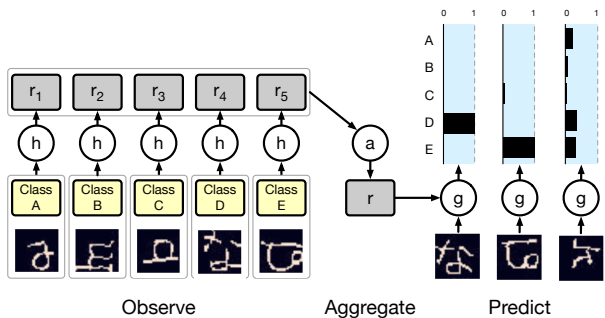 0 1 0 1 0 1
A
B
C
D
E
r1 r2 r3 r4 r5
h h h h h a
Class A Class B Class C Class D Class E
r g g g
Observe Aggregate Predict